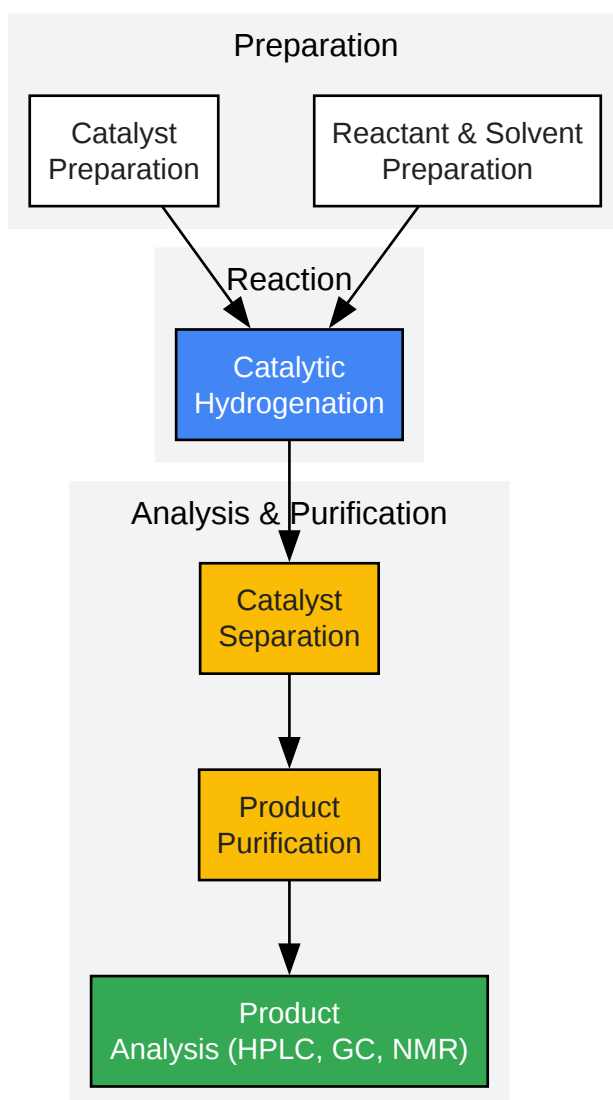 Preparation
Catalyst
Preparation
Reactant & Solvent
Preparation
Reaction
Catalytic
Hydrogenation
Analysis & Purification
Catalyst
Separation
Product
Purification
Product
Analysis (HPLC, GC, NMR)